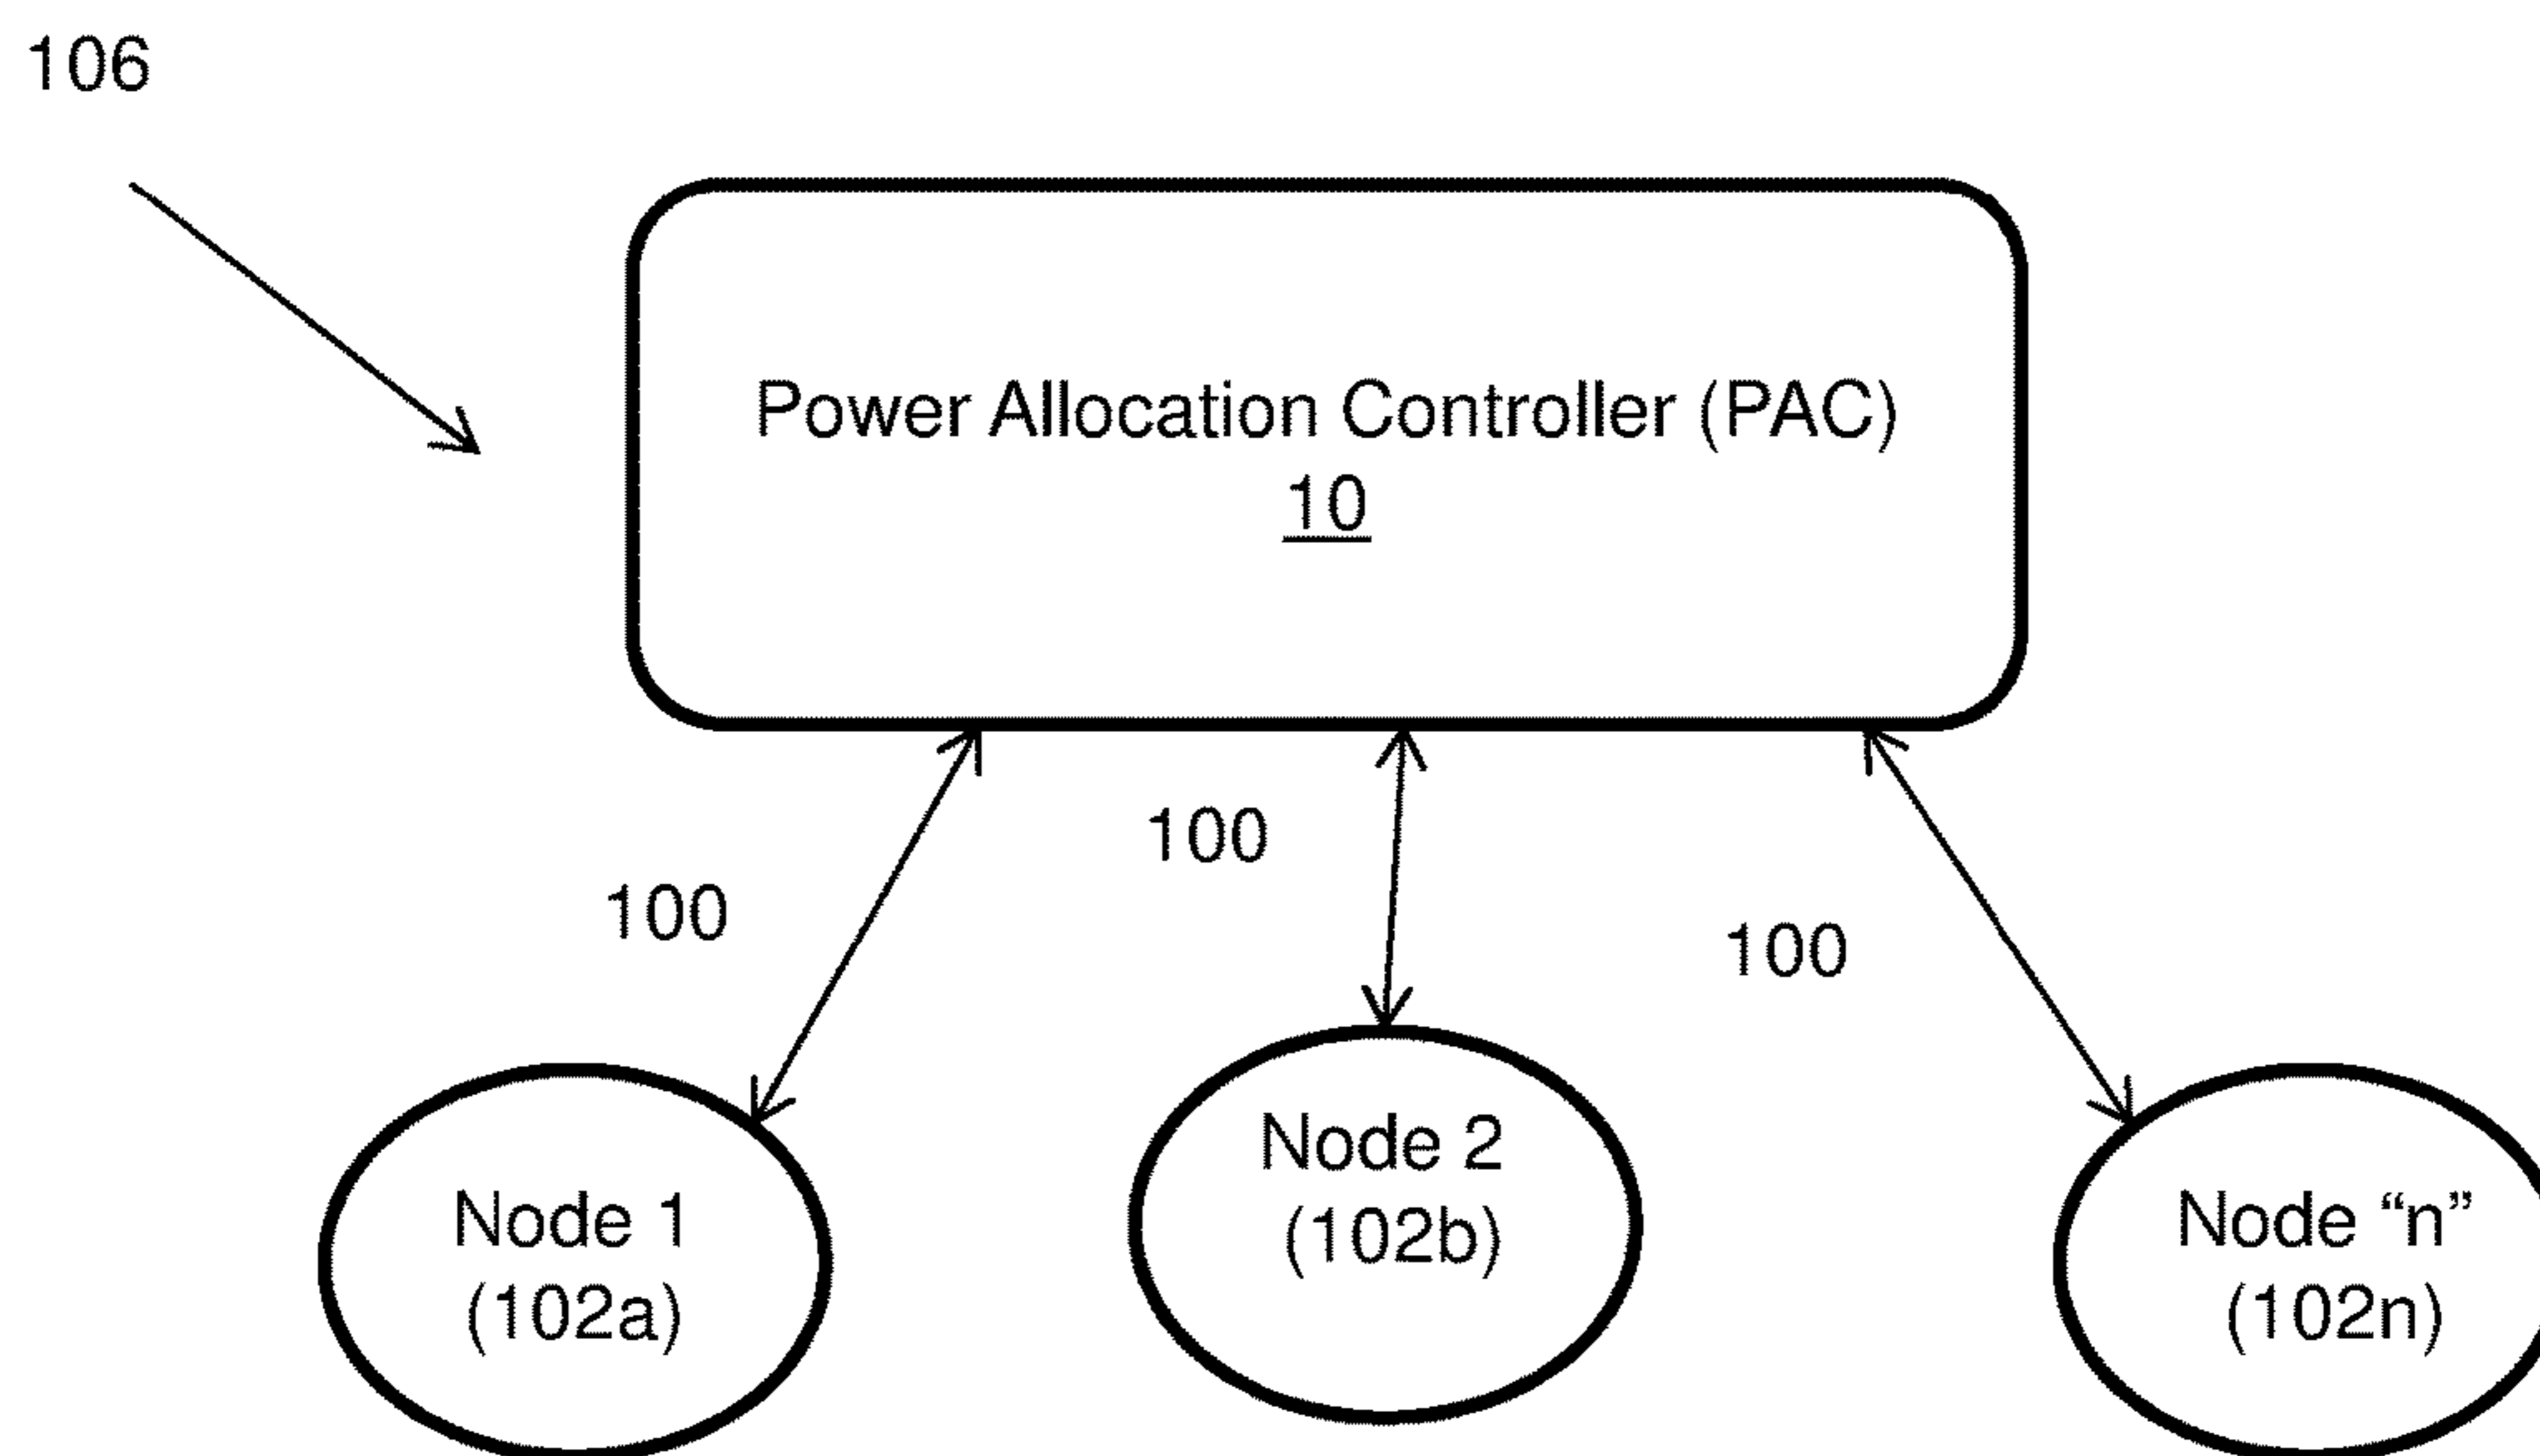 106
Power Allocation Controller (PAC)
10
100
100
100
Node 1
(102a)
Node 2
(102b)
Node “n”
(102n)